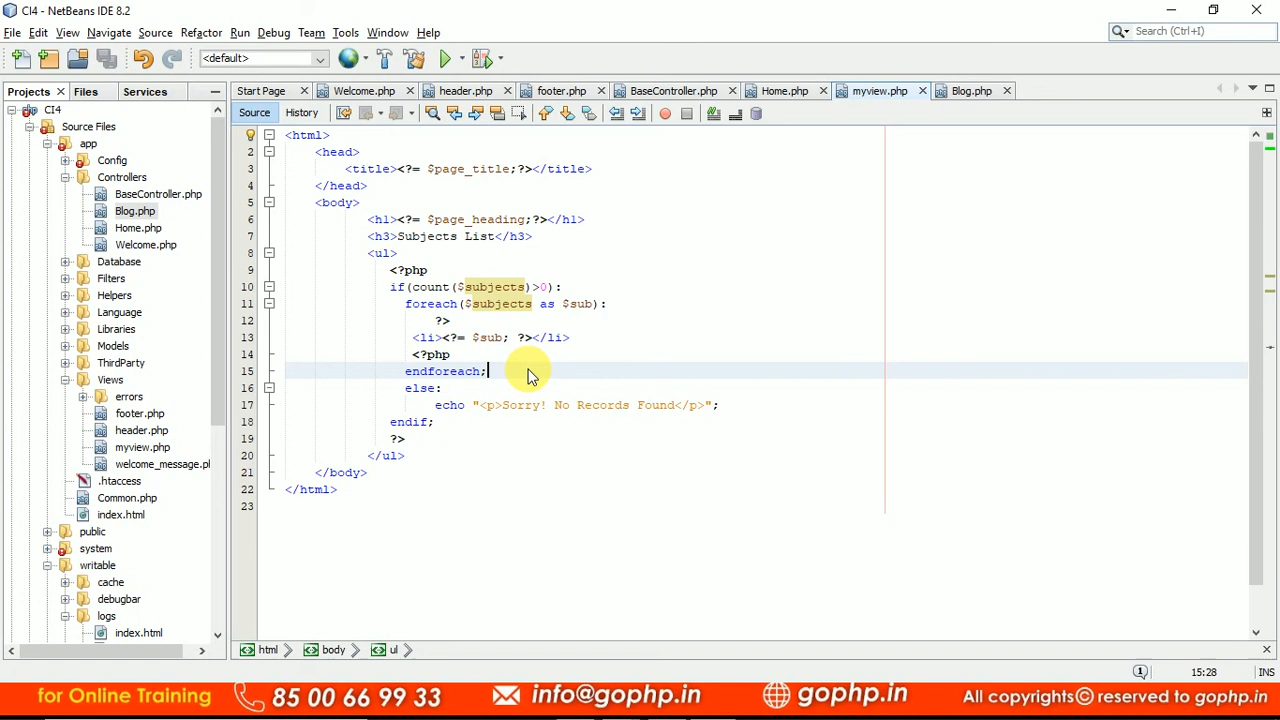 CI4 - NetBeans IDE 8.2
File Edit View Navigate Source Refactor Run Debug Team Tools Window Help
Search (Ctrl+I)
<default>
Projects Files Services
Start Page Welcome.php header.php footer.php BaseController.php Home.php myview.php Blog.php
Source History
CI4
Source Files
app
Config
Controllers
BaseController.php
Blog.php
Home.php
Welcome.php
Database
Filters
Helpers
Language
Libraries
Models
ThirdParty
Views
errors
footer.php
header.php
myview.php
welcome_message.pl
.htaccess
Common.php
index.html
public
system
writable
cache
debugbar
logs
index.html
<html>
2 <head>
3 <title><?= $page_title;?></title>
4 </head>
5 <body>
6 <h1><?= $page_heading;?></h1>
7 <h3>Subjects List</h3>
8 <ul>
9 <?php
10 if(count($subjects)>0):
11 foreach($subjects as $sub):
12 ?>
13 <li><?= $sub; ?></li>
14 <?php
15 endforeach;
16 else:
17 echo "<p>Sorry! No Records Found</p>";
18 endif;
19 ?>
20 </ul>
21 </body>
22 </html>
23
html body ul
1 15:28 INS
for Online Training 85 00 66 99 33 info@gophp.in gophp.in All copyrights© reserved to gophp.in